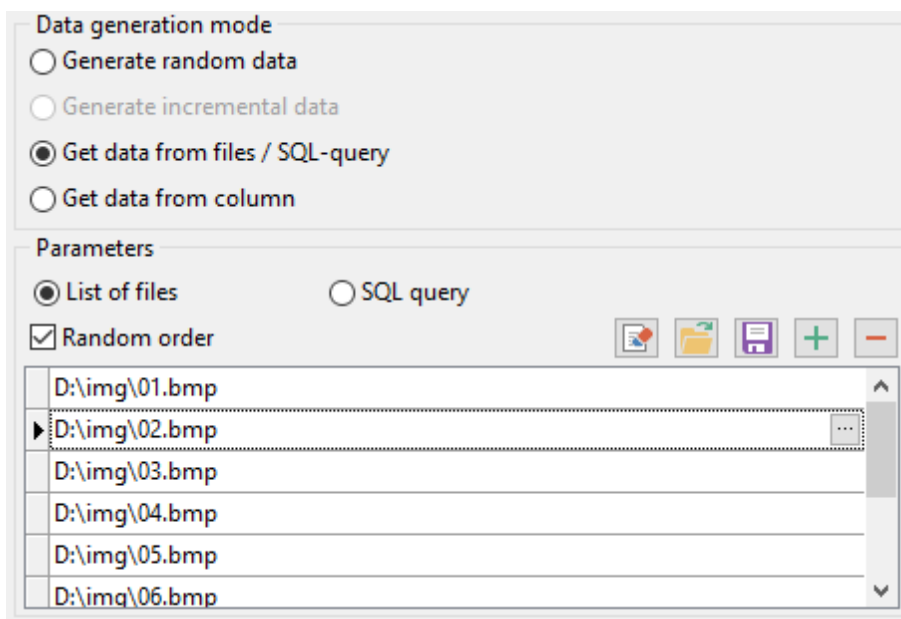 Data generation mode
Generate random data
Generate incremental data
Get data from files / SQL-query
Get data from column
Parameters
List of files SQL query
Random order
D:\img\01.bmp
D:\img\02.bmp ...
D:\img\03.bmp
D:\img\04.bmp
D:\img\05.bmp
D:\img\06.bmp